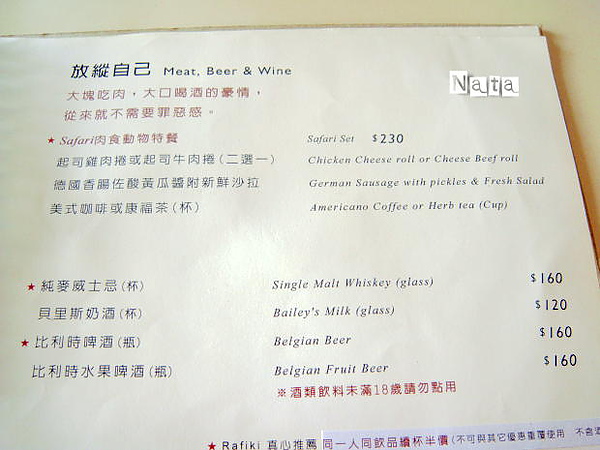 放縱自己 Meat, Beer & Wine
Nata
大塊吃肉，大口喝酒的豪情，
從來就不需要罪惡感。
★ Safari肉食動物特餐 Safari Set $230
起司雞肉捲或起司牛肉捲(二選一) Chicken Cheese roll or Cheese Beef roll
德國香腸佐酸黃瓜醬附新鮮沙拉 German Sausage with pickles & Fresh Salad
美式咖啡或康福茶(杯) Americano Coffee or Herb tea (Cup)
★ 純麥威士忌(杯) Single Malt Whiskey (glass) $160
貝里斯奶酒(杯) Bailey's Milk (glass) $120
★ 比利時啤酒(瓶) Belgian Beer $160
比利時水果啤酒(瓶) Belgian Fruit Beer $160
※酒類飲料未滿18歲請勿點用
★ Rafiki 真心推薦 同一人同飲品續杯半價(不可與其它優惠重覆使用 不含酒